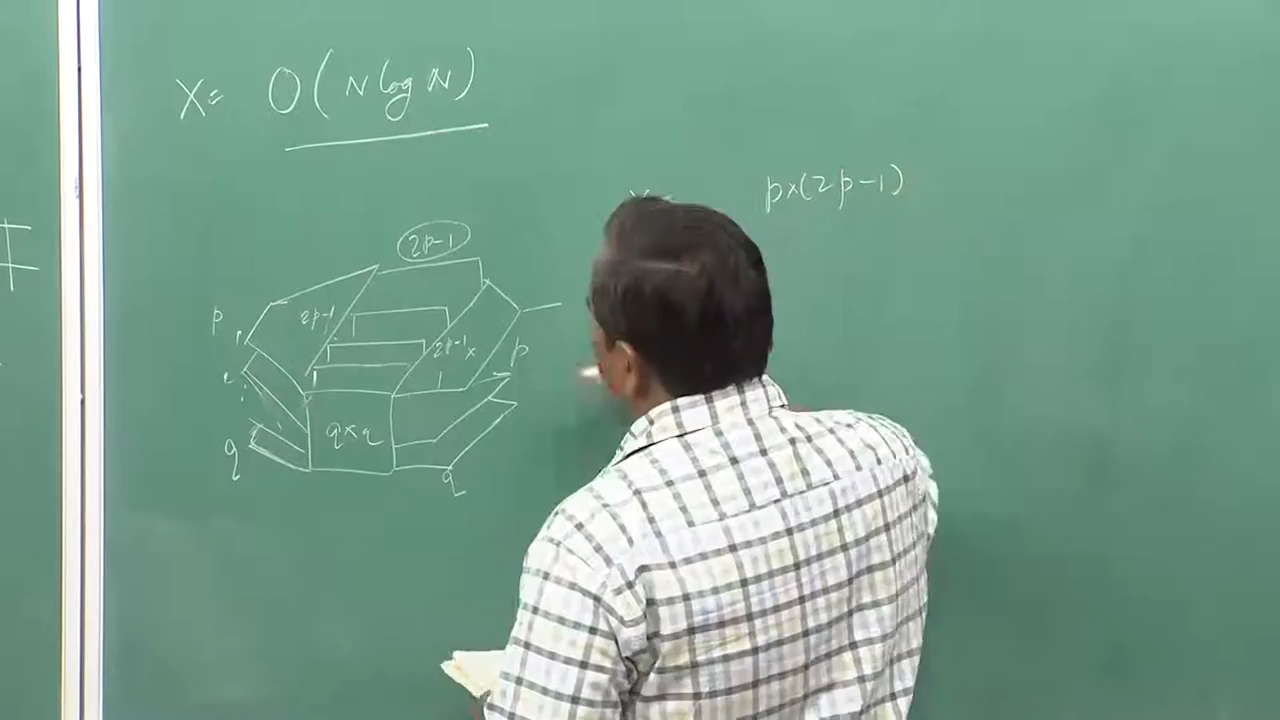 X = O(N log N)
p×(2p-1)
2p-1
p 2p-1
2p-1 × p
q×q
q q